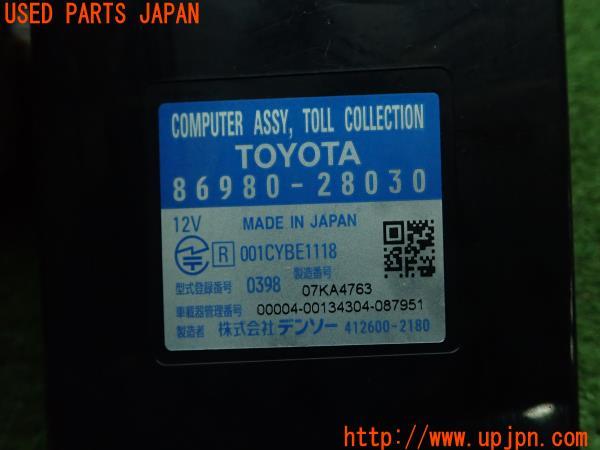 USED PARTS JAPAN
COMPUTER ASSY, TOLL COLLECTION
TOYOTA
86980-28030
12V MADE IN JAPAN
R 001CYBE1118
型式登録番号 0398 製造番号 07KA4763
車載器管理番号 00004-00134304-087951
製造者 株式会社デンソー 412600-2180
http://www.upjpn.com/